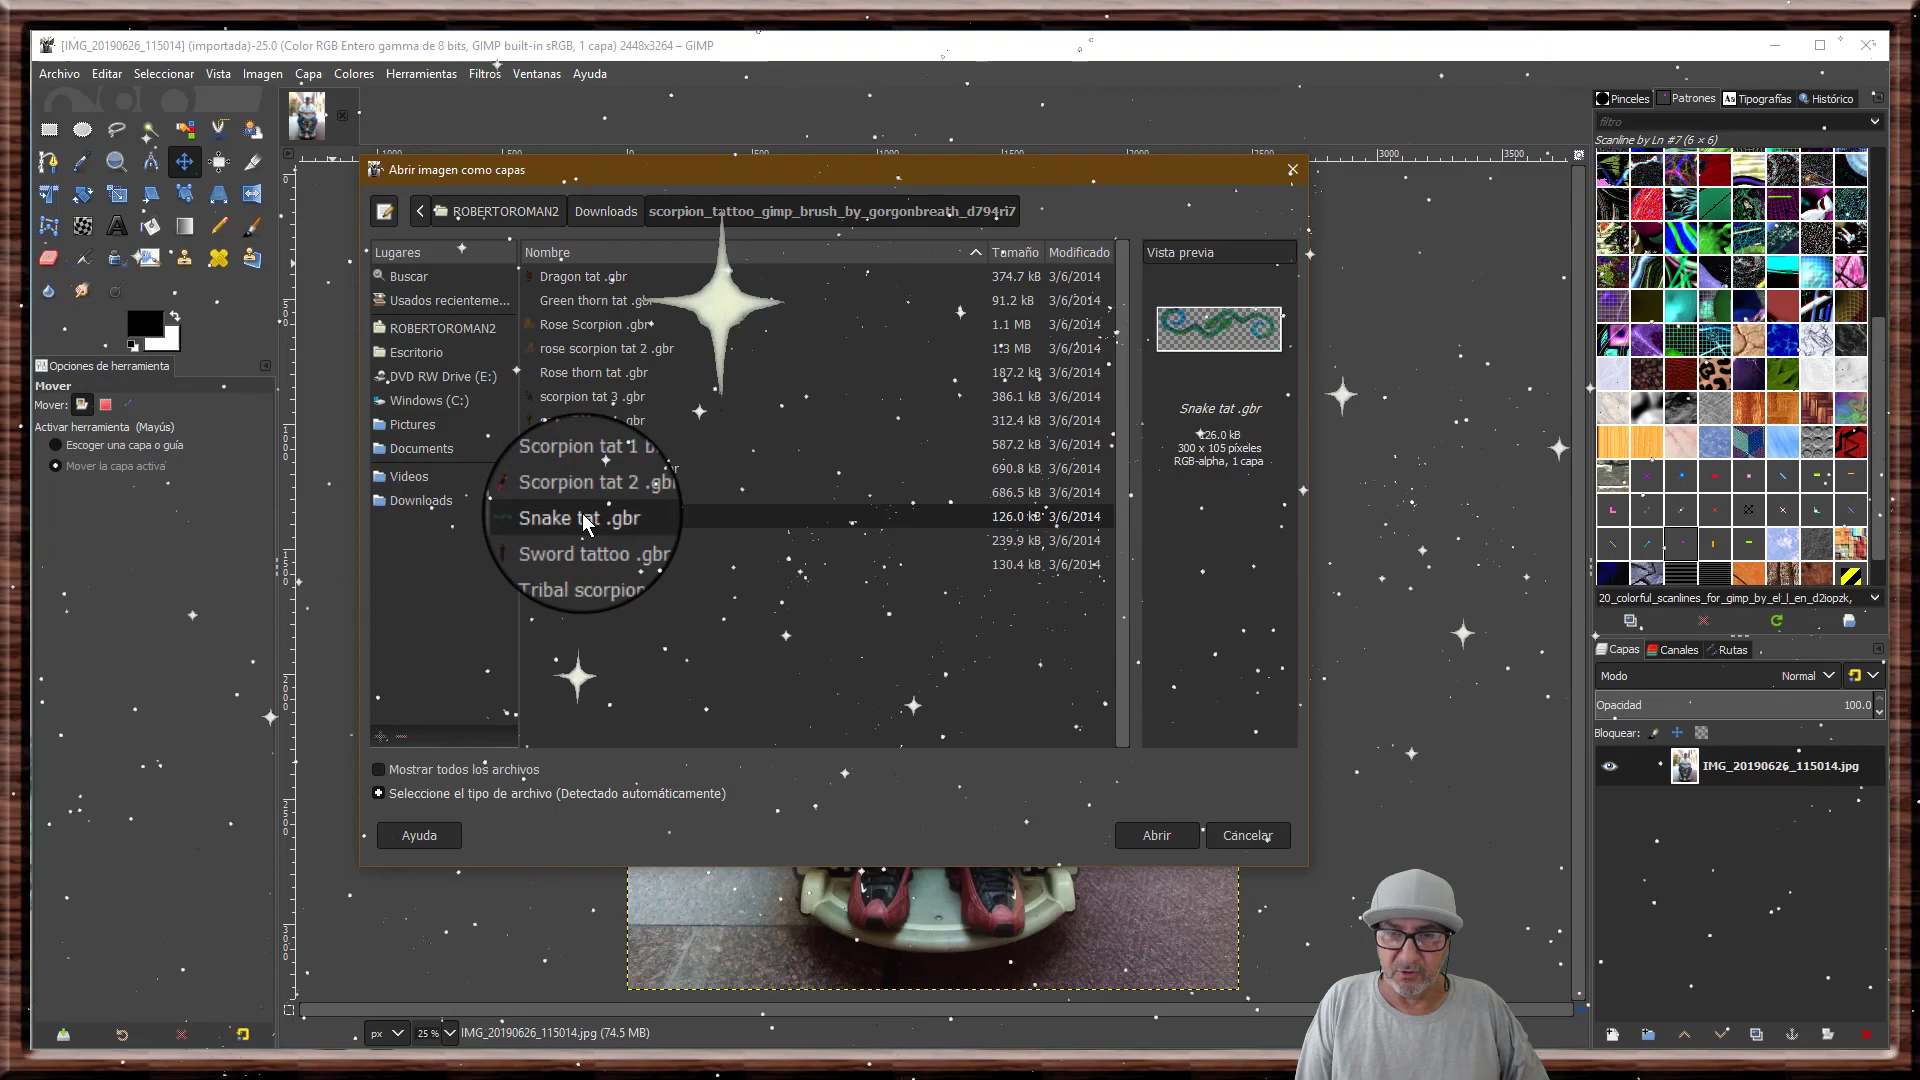 [IMG_20190626_115014] (importada)-25.0 (Color RGB Entero gamma de 8 bits, GIMP built-in sRGB, 1 capa) 2448x3264 – GIMP
Archivo Editar Seleccionar Vista Imagen Capa Colores Herramientas Filtros Ventanas Ayuda
Pinceles Patrones Tipografías Histórico
filtro
Scanline by Ln #7 (6 × 6)
Abrir imagen como capas
ROBERTOROMAN2 Downloads scorpion_tattoo_gimp_brush_by_gorgonbreath_d794ri7
Lugares Nombre Tamaño Modificado Vista previa
Buscar
Usados recienteme...
ROBERTOROMAN2
Escritorio
DVD RW Drive (E:)
Windows (C:)
Pictures
Documents
Videos
Downloads
Dragon tat .gbr 374.7 kB 3/6/2014
Green thorn tat .gbr 91.2 kB 3/6/2014
Rose Scorpion .gbr 1.1 MB 3/6/2014
rose scorpion tat 2 .gbr 1.3 MB 3/6/2014
Rose thorn tat .gbr 187.2 kB 3/6/2014
scorpion tat 3 .gbr 386.1 kB 3/6/2014
.gbr 312.4 kB 3/6/2014
Scorpion tat 1 b 587.2 kB 3/6/2014
690.8 kB 3/6/2014
Scorpion tat 2 .gbr 686.5 kB 3/6/2014
Snake tat .gbr 126.0 kB 3/6/2014
Sword tattoo .gbr 239.9 kB 3/6/2014
Tribal scorpion 130.4 kB 3/6/2014
Snake tat .gbr
126.0 kB
300 x 105 píxeles
RGB-alpha, 1 capa
Mostrar todos los archivos
Seleccione el tipo de archivo (Detectado automáticamente)
Ayuda Abrir Cancelar
Opciones de herramienta
Mover
Mover:
Activar herramienta (Mayús)
Escoger una capa o guía
Mover la capa activa
20_colorful_scanlines_for_gimp_by_el_l_en_d2iopzk,
Capas Canales Rutas
Modo Normal
Opacidad 100.0
Bloquear:
IMG_20190626_115014.jpg
px 25 % IMG_20190626_115014.jpg (74.5 MB)